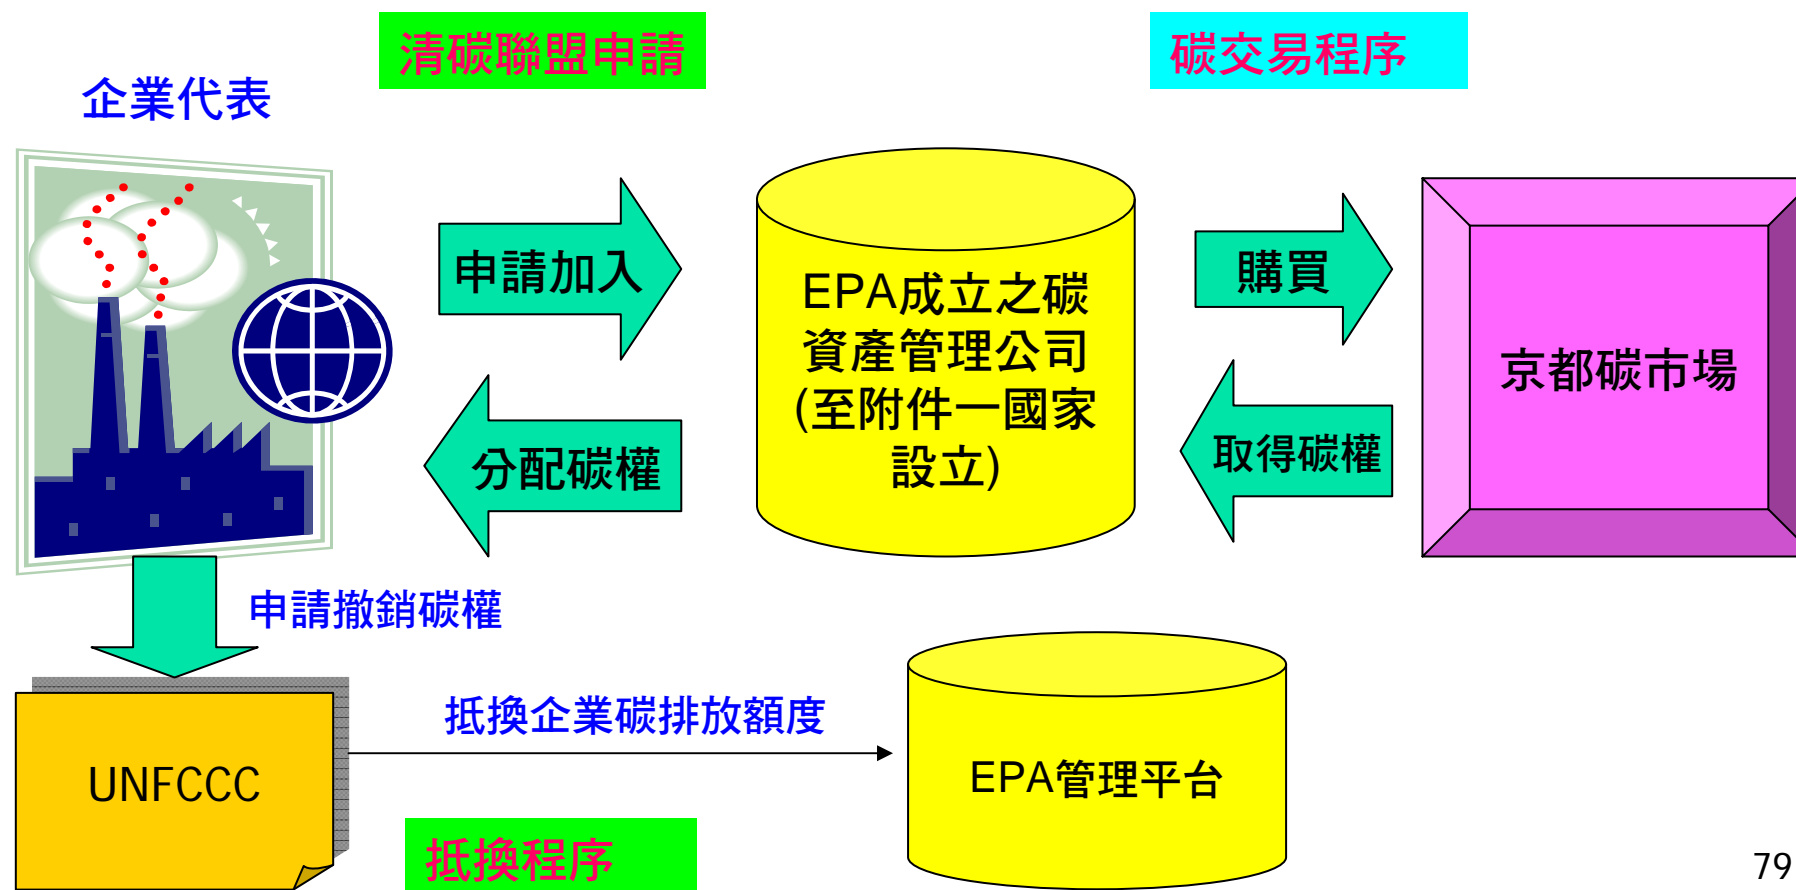 清碳聯盟申請
碳交易程序
企業代表
申請加入
EPA成立之碳
資產管理公司
(至附件一國家
設立)
購買
京都碳市場
分配碳權
取得碳權
申請撤銷碳權
抵換企業碳排放額度
UNFCCC
EPA管理平台
抵換程序
79